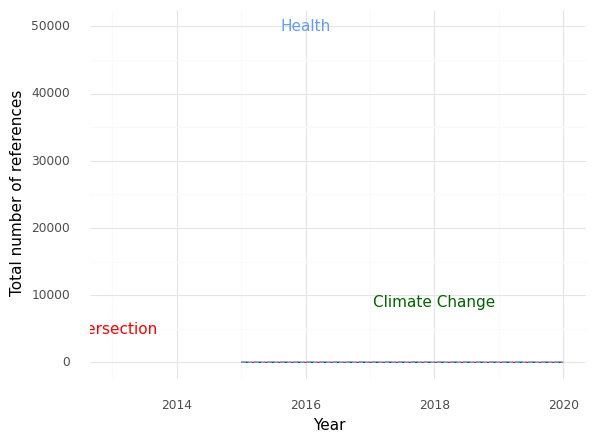 Health
50000
40000
30000
20000
10000
0
Climate Change
ersection
2014
2016
2018
2020
Year
Total number of references